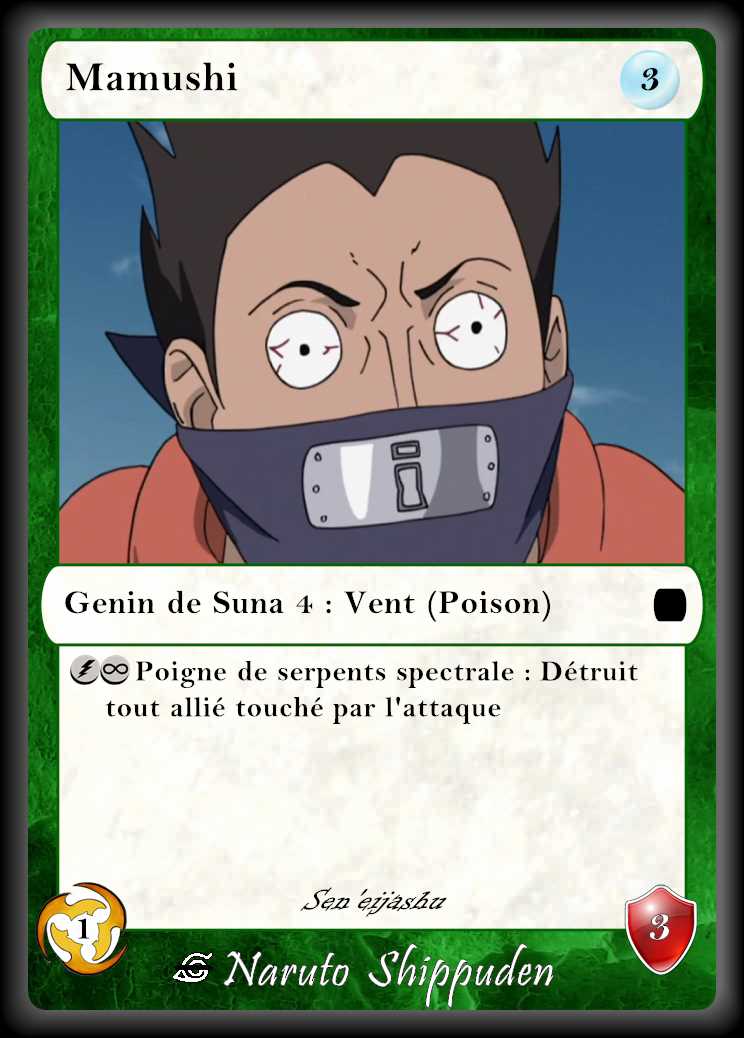 Mamushi
3
Genin de Suna 4 : Vent (Poison)
Poigne de serpents spectrale : Détruit
tout allié touché par l'attaque
Sen'eijashu
1
3
Naruto Shippuden